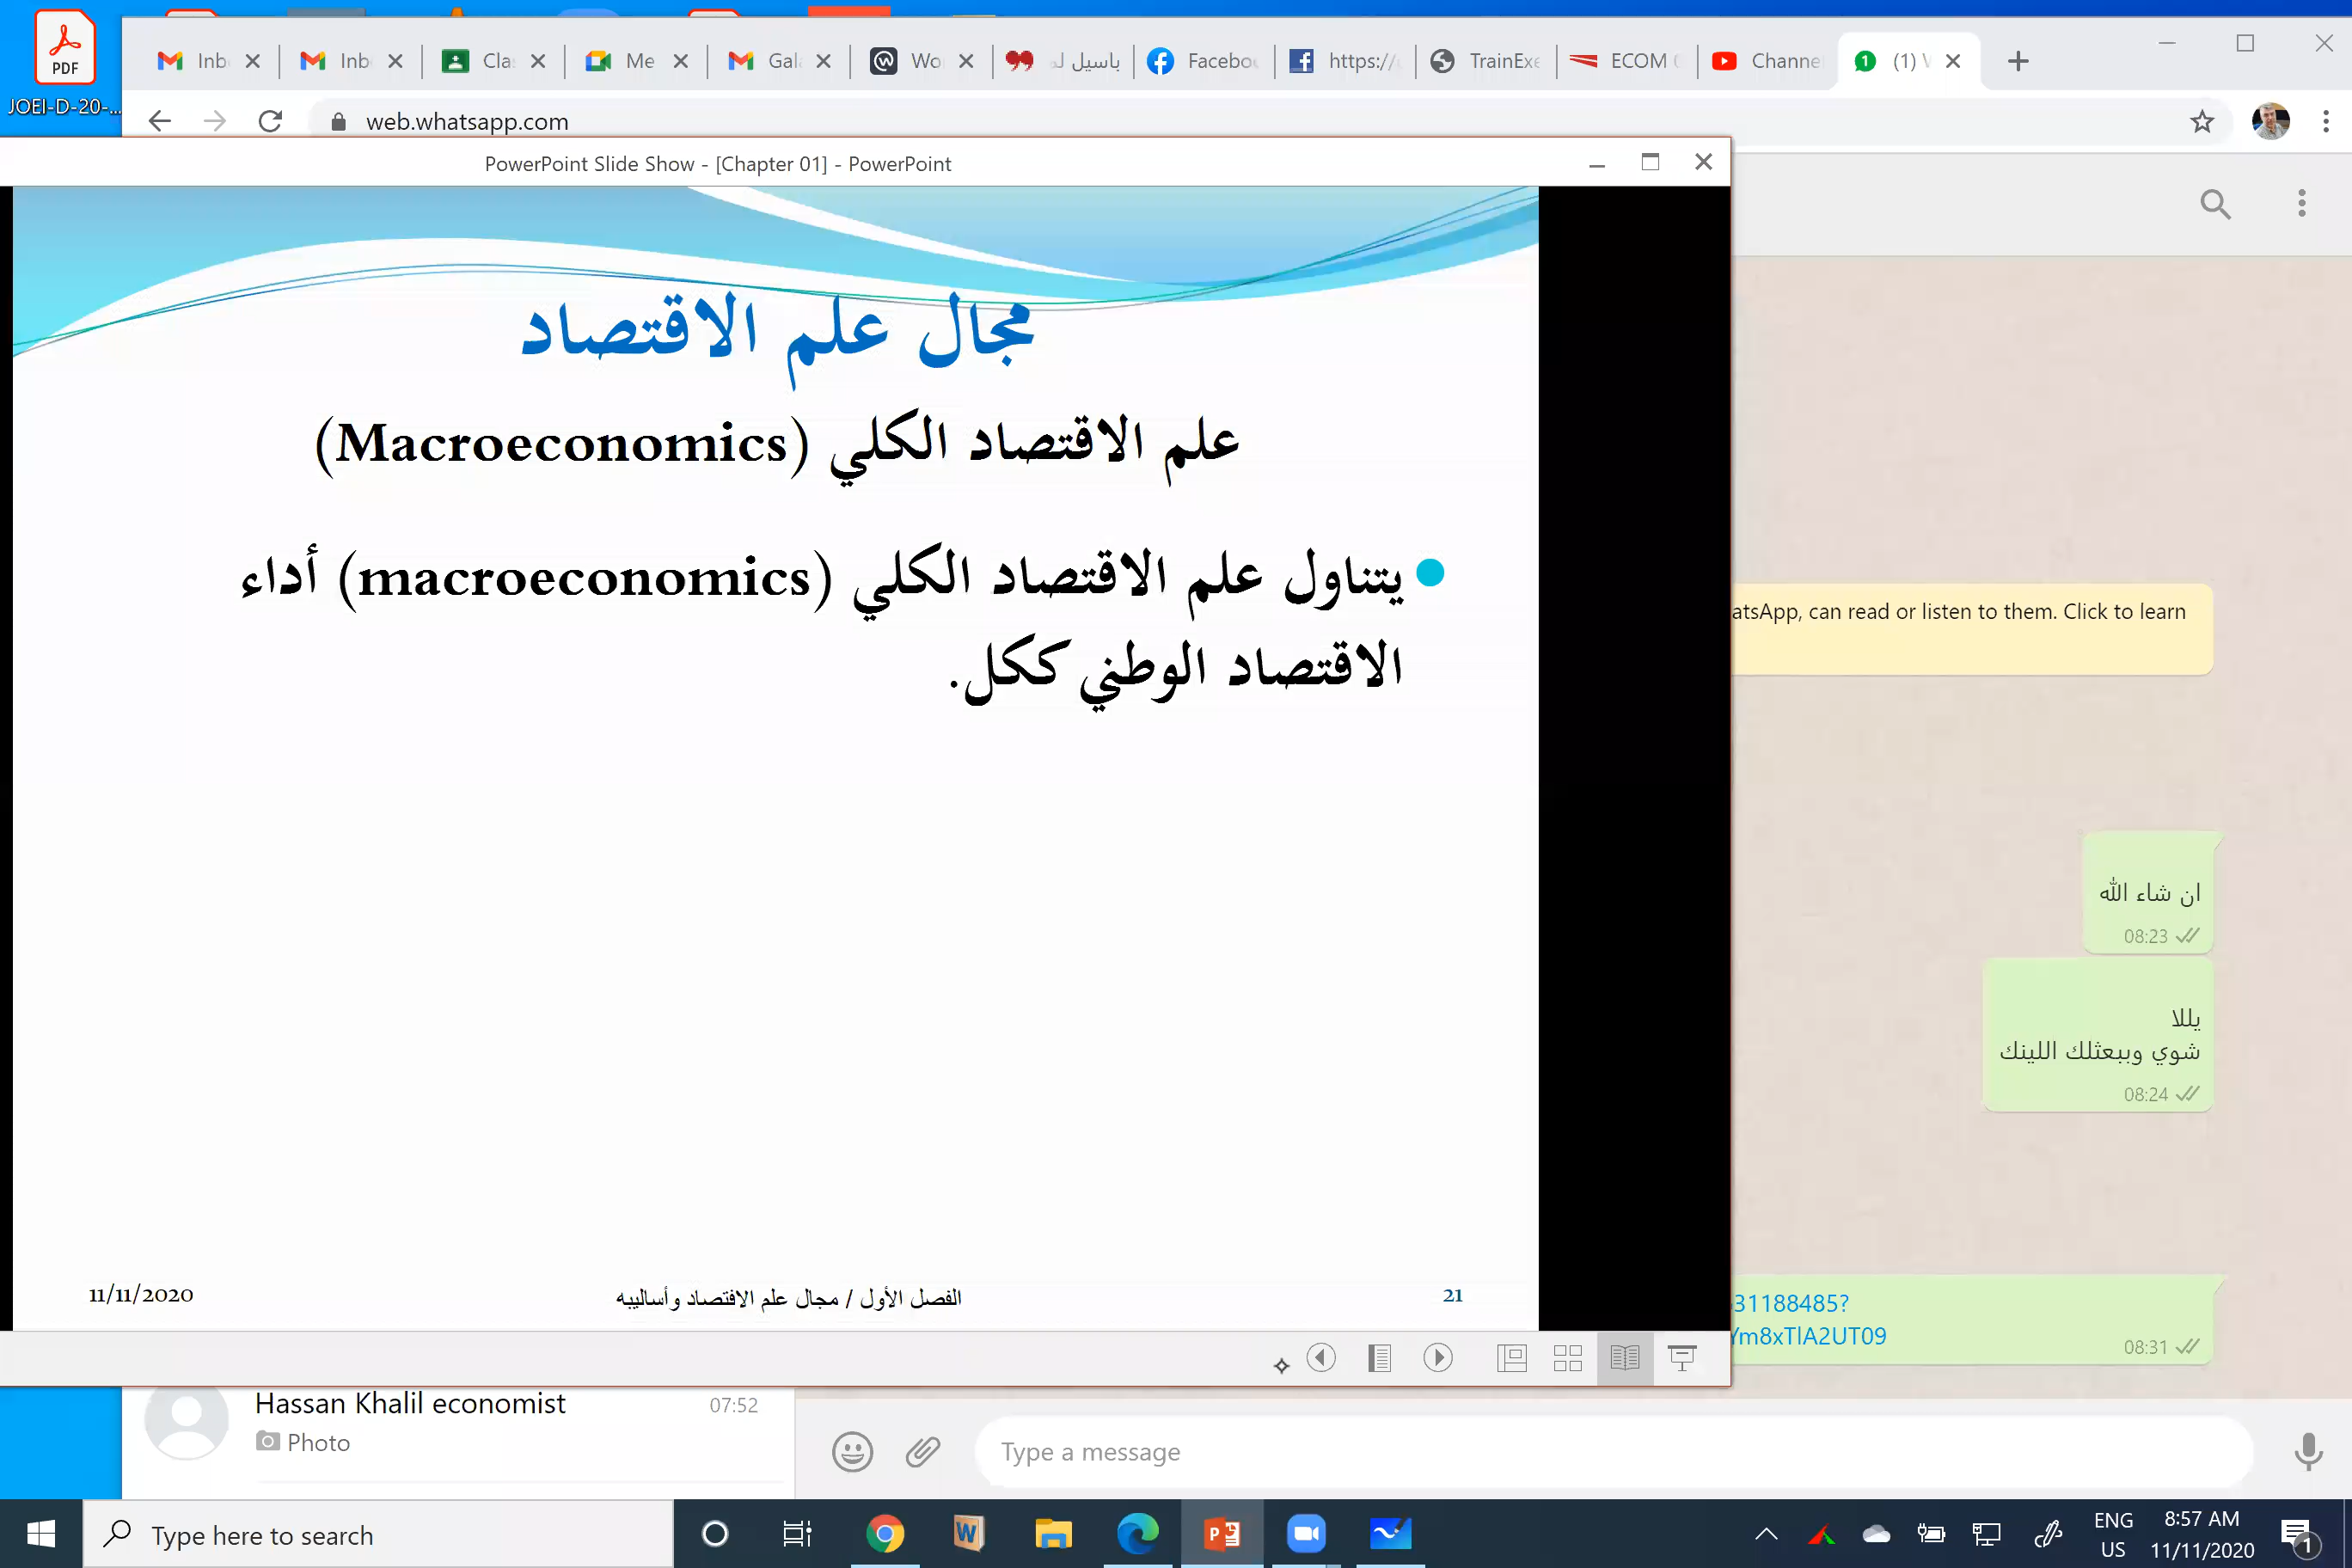 PDF
JOEI-D-20-...
Inb
Inb
Cla
Me
Gal
Wo
باسيل لم
Facebo
https://
TrainExe
ECOM
Channe
(1)
web.whatsapp.com
PowerPoint Slide Show - [Chapter 01] - PowerPoint
مجال علم الاقتصاد
علم الاقتصاد الكلي (Macroeconomics)
يتناول علم الاقتصاد الكلي (macroeconomics) أداء
الاقتصاد الوطني ككل.
11/11/2020
الفصل الأول / مجال علم الاقتصاد وأساليبه
21
atsApp, can read or listen to them. Click to learn
ان شاء الله
08:23
يللا
شوي وببعثلك اللينك
08:24
31188485?
Ym8xTlA2UT09
08:31
Hassan Khalil economist
07:52
Photo
Type a message
Type here to search
ENG
US
8:57 AM
11/11/2020
1